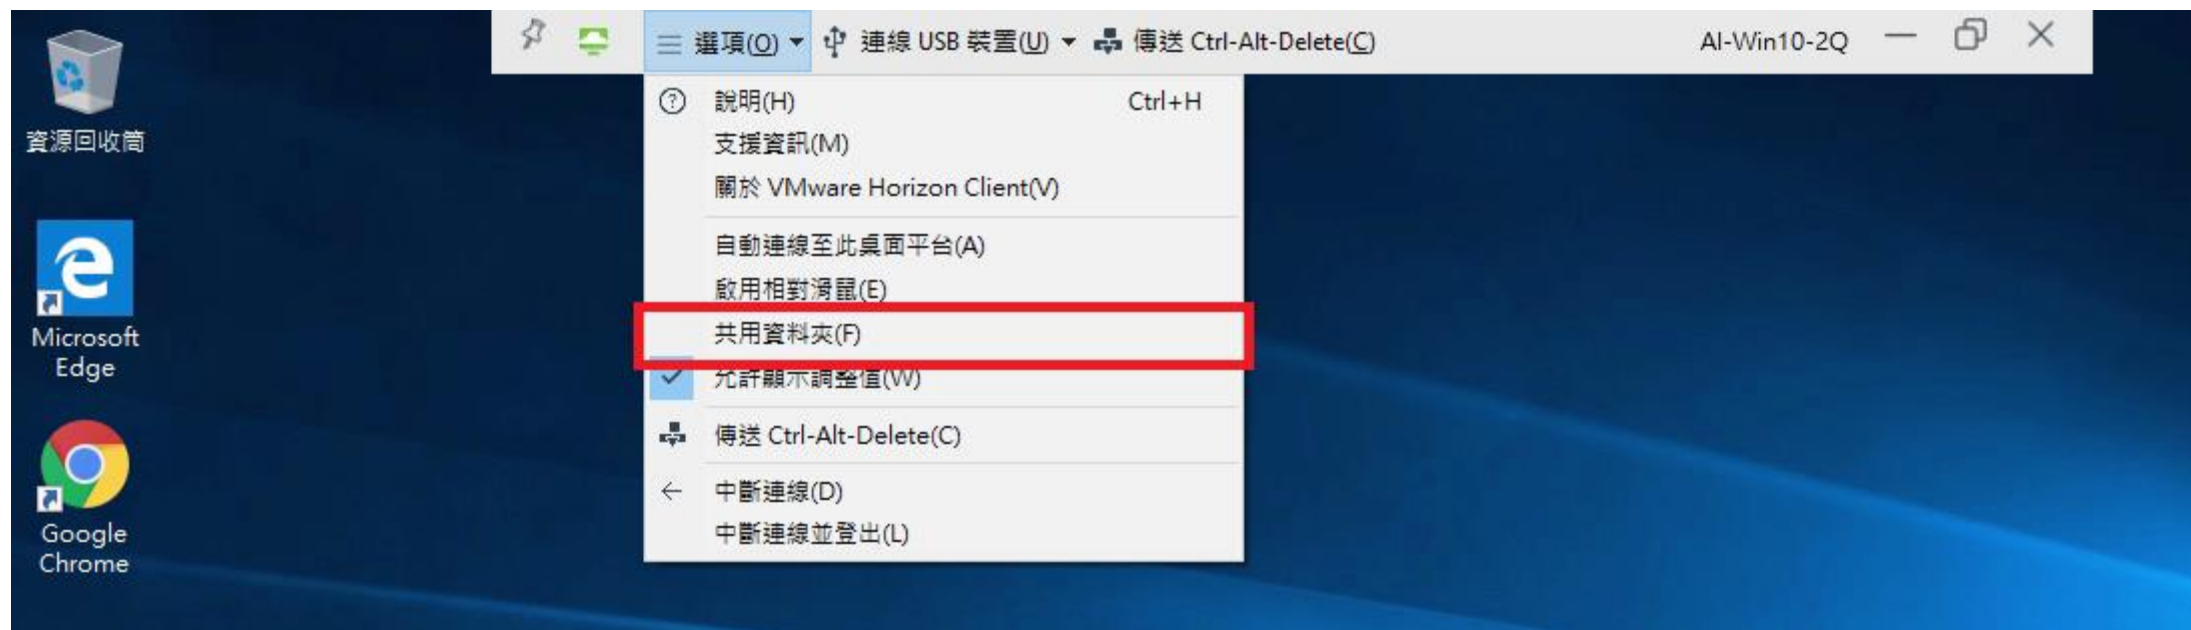 選項(O)
連線 USB 裝置(U)
傳送 Ctrl-Alt-Delete(C)
AI-Win10-2Q
資源回收筒
Microsoft
Edge
Google
Chrome
說明(H) Ctrl+H
支援資訊(M)
關於 VMware Horizon Client(V)
自動連線至此桌面平台(A)
啟用相對滑鼠(E)
共用資料夾(F)
允許顯示調整值(W)
傳送 Ctrl-Alt-Delete(C)
中斷連線(D)
中斷連線並登出(L)